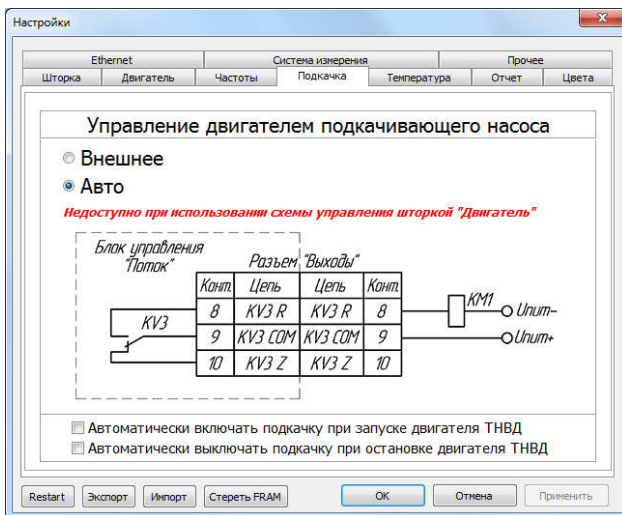 Настройки
Ethernet Система измерения Прочее
Шторка Двигатель Частоты Подкачка Температура Отчет Цвета
Управление двигателем подкачивающего насоса
Внешнее
Авто
Недоступно при использовании схемы управления шторкой "Двигатель"
Блок управления
"Поток"
Разъем "Выходы"
Конт. Цепь Цепь Конт.
8 KV3 R KV3 R 8
9 KV3 COM KV3 COM 9
10 KV3 Z KV3 Z 10
KV3
KM1
Uпит-
Uпит+
Автоматически включать подкачку при запуске двигателя ТНВД
Автоматически выключать подкачку при остановке двигателя ТНВД
Restart Экспорт Импорт Стереть FRAM OK Отмена Применить